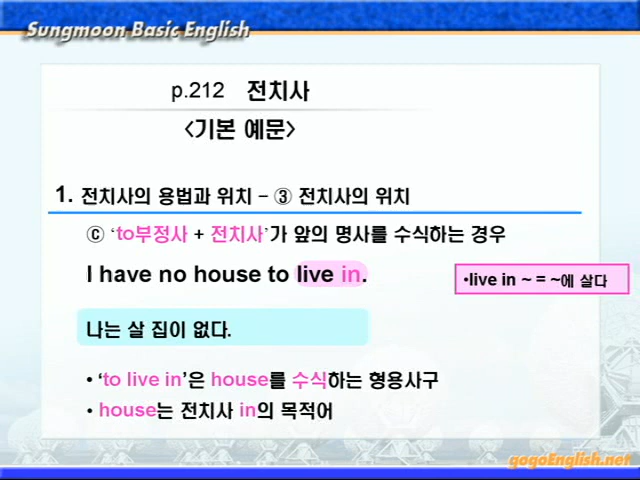 Sungmoon Basic English
p.212 전치사
<기본 예문>
1. 전치사의 용법과 위치 – ③ 전치사의 위치
ⓒ ‘to부정사 + 전치사’가 앞의 명사를 수식하는 경우
I have no house to live in.
•live in ~ = ~에 살다
나는 살 집이 없다.
• ‘to live in’은 house를 수식하는 형용사구
• house는 전치사 in의 목적어
gogoEnglish.net